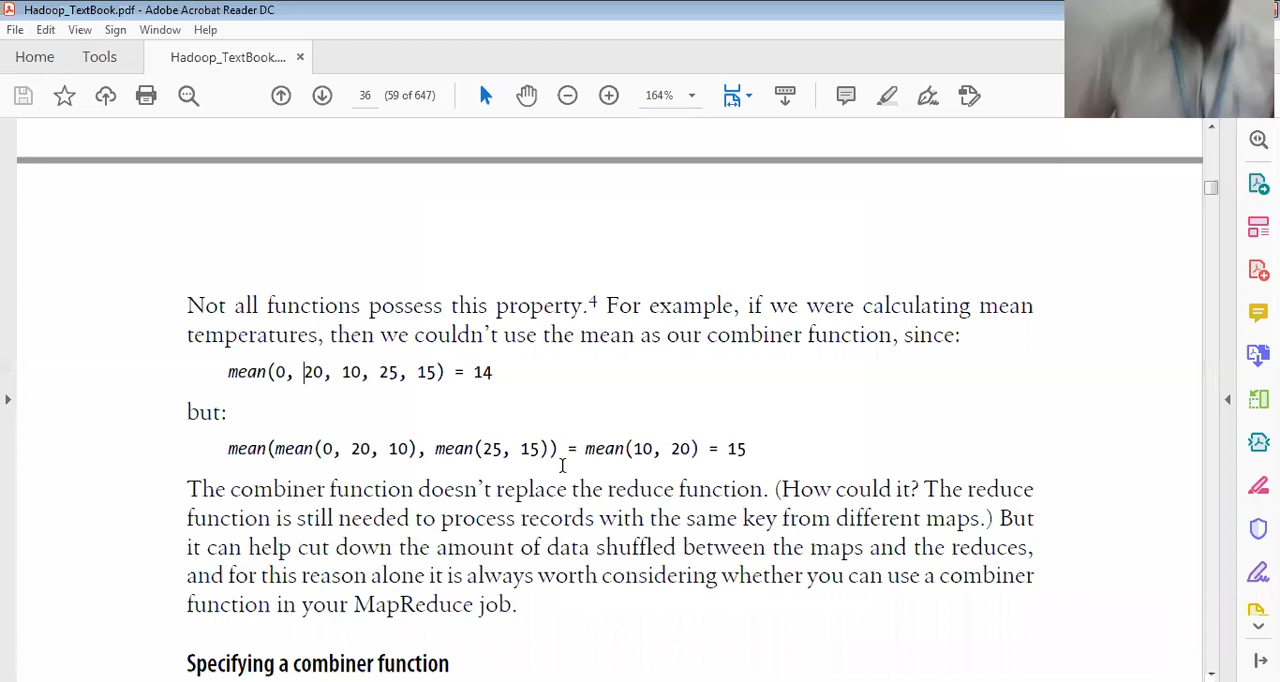 Hadoop_TextBook.pdf - Adobe Acrobat Reader DC
File Edit View Sign Window Help
Home Tools Hadoop_TextBook.... ×
36 (59 of 647) 164%
Not all functions possess this property.4 For example, if we were calculating mean
temperatures, then we couldn't use the mean as our combiner function, since:
mean(0, 20, 10, 25, 15) = 14
but:
mean(mean(0, 20, 10), mean(25, 15)) = mean(10, 20) = 15
The combiner function doesn't replace the reduce function. (How could it? The reduce
function is still needed to process records with the same key from different maps.) But
it can help cut down the amount of data shuffled between the maps and the reduces,
and for this reason alone it is always worth considering whether you can use a combiner
function in your MapReduce job.
Specifying a combiner function